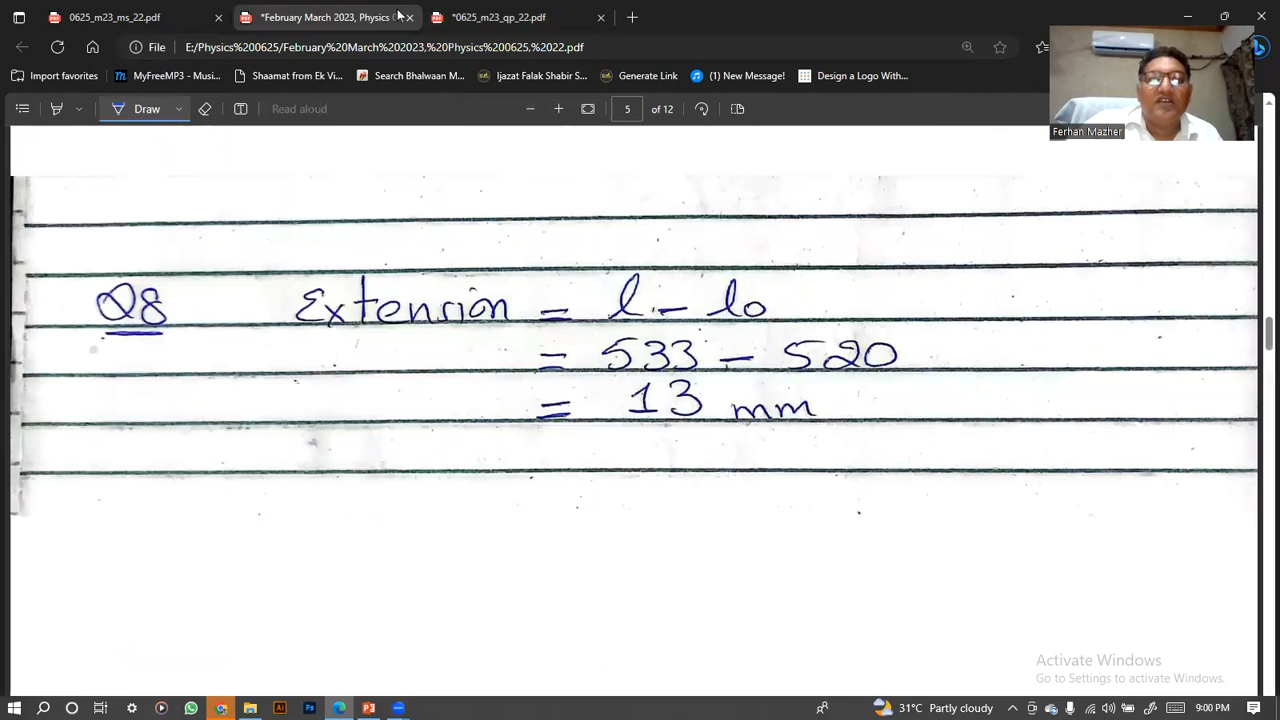 0625_m23_ms_22.pdf
*February March 2023, Physics 0
*0625_m23_qp_22.pdf
File
E:/Physics%200625/February%20March%202023,%20Physics%200625,%2022.pdf
Import favorites
MyFreeMP3 - Musi...
Shaamat from Ek Vi...
Search Bhalwaan M...
Ijazat Falak Shabir S...
Generate Link
(1) New Message!
Design a Logo With...
Draw
Read aloud
5 of 12
Ferhan Mazher
Q8 Extension = l - lo
= 533 - 520
= 13 mm
Activate Windows
Go to Settings to activate Windows.
31°C Partly cloudy
9:00 PM